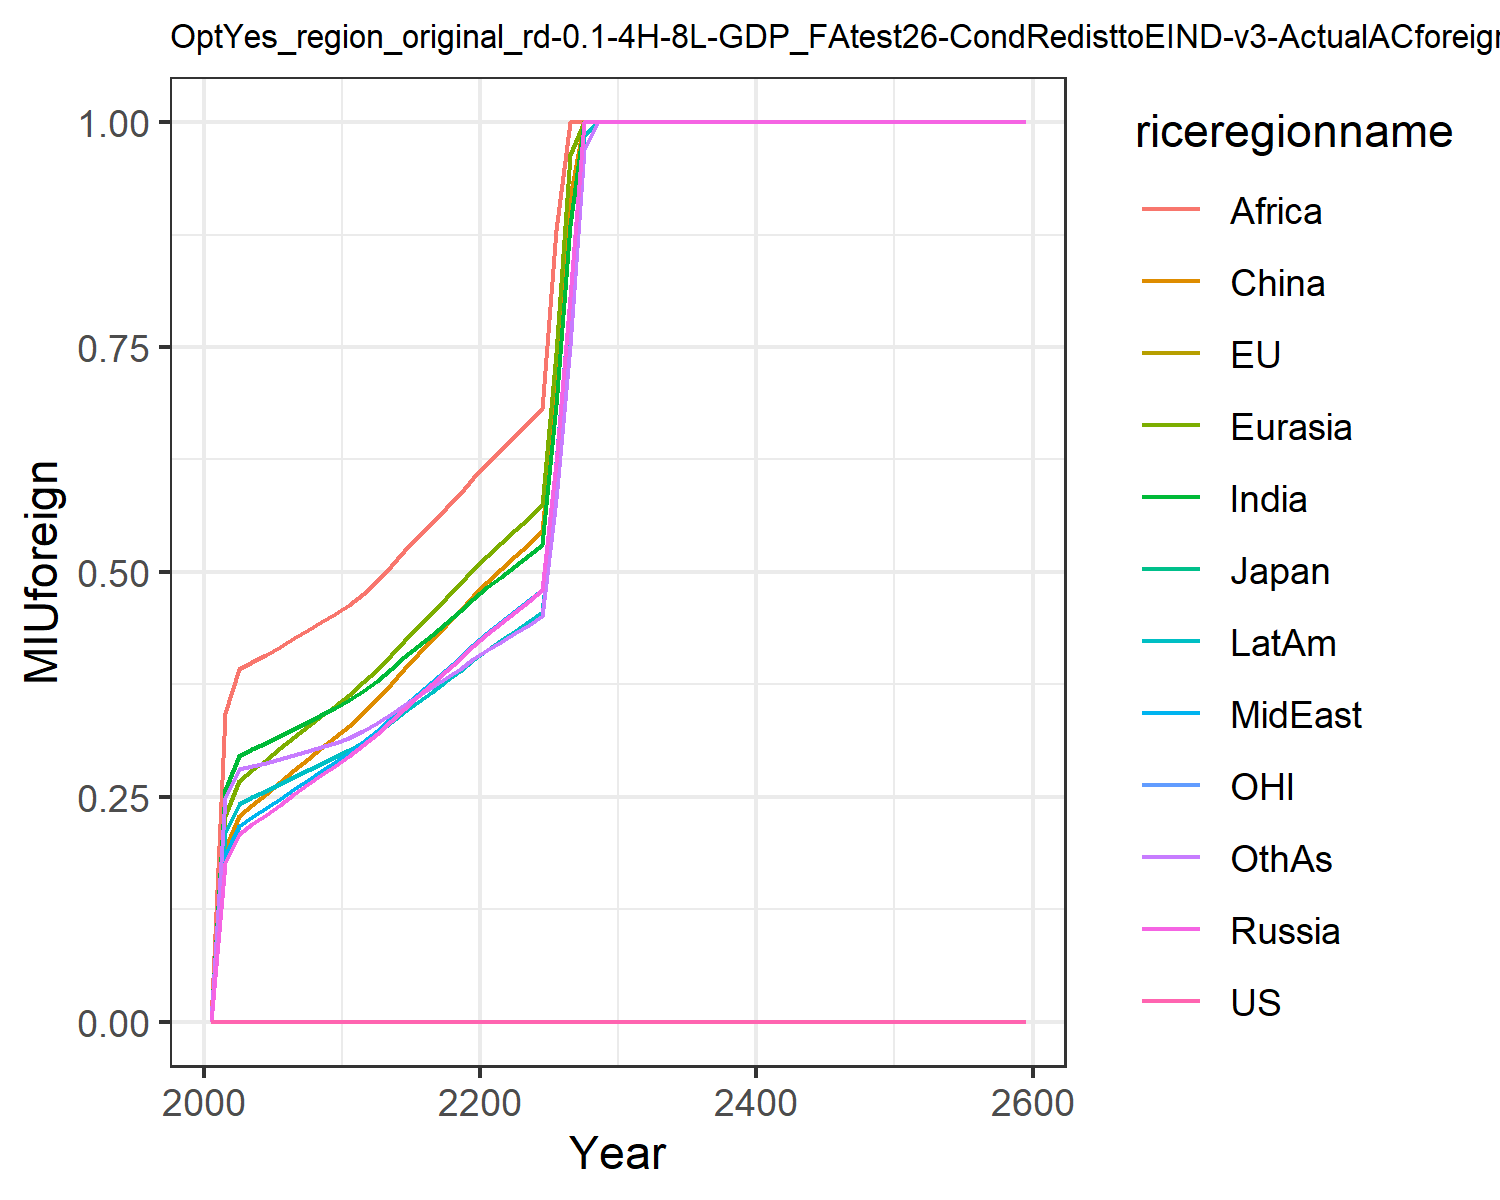 OptYes_region_original_rd-0.1-4H-8L-GDP_FAtest26-CondRedisttoEIND-v3-ActualACforeign
1.00
0.75
0.50
0.25
0.00
MIUforeign
2000 2200 2400 2600
Year
riceregionname
Africa
China
EU
Eurasia
India
Japan
LatAm
MidEast
OHI
OthAs
Russia
US